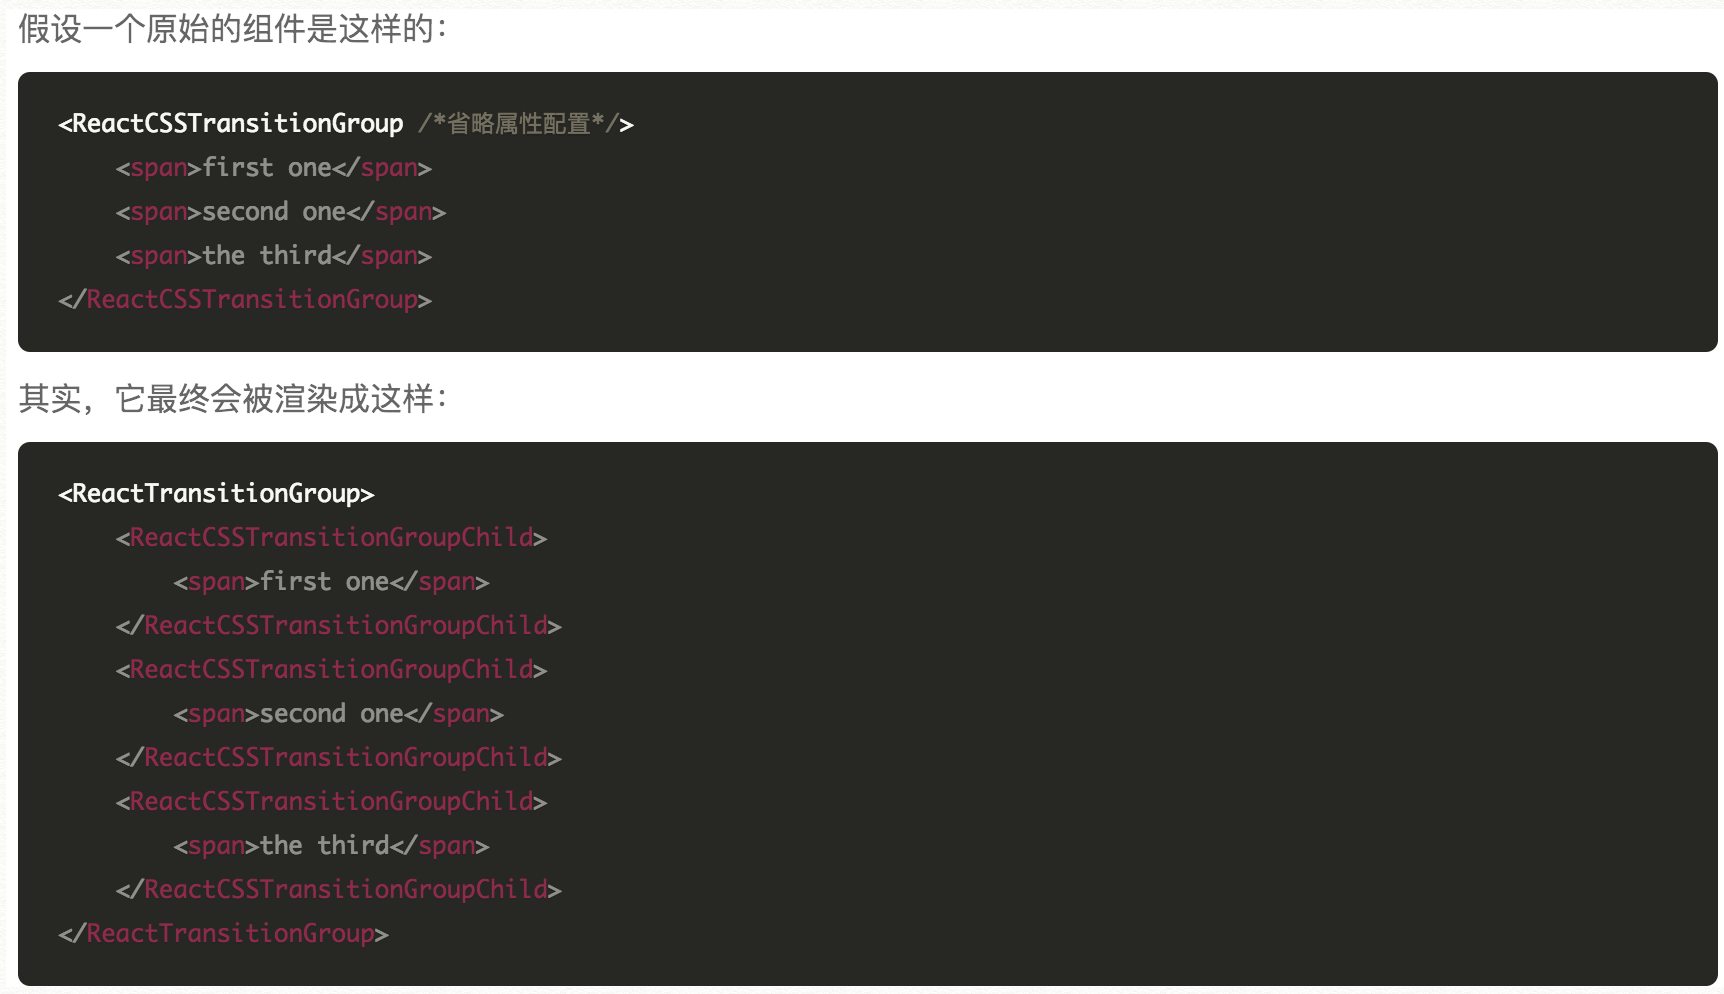 假设一个原始的组件是这样的：
<ReactCSSTransitionGroup /*省略属性配置*/>
    <span>first one</span>
    <span>second one</span>
    <span>the third</span>
</ReactCSSTransitionGroup>
其实，它最终会被渲染成这样：
<ReactTransitionGroup>
    <ReactCSSTransitionGroupChild>
        <span>first one</span>
    </ReactCSSTransitionGroupChild>
    <ReactCSSTransitionGroupChild>
        <span>second one</span>
    </ReactCSSTransitionGroupChild>
    <ReactCSSTransitionGroupChild>
        <span>the third</span>
    </ReactCSSTransitionGroupChild>
</ReactTransitionGroup>